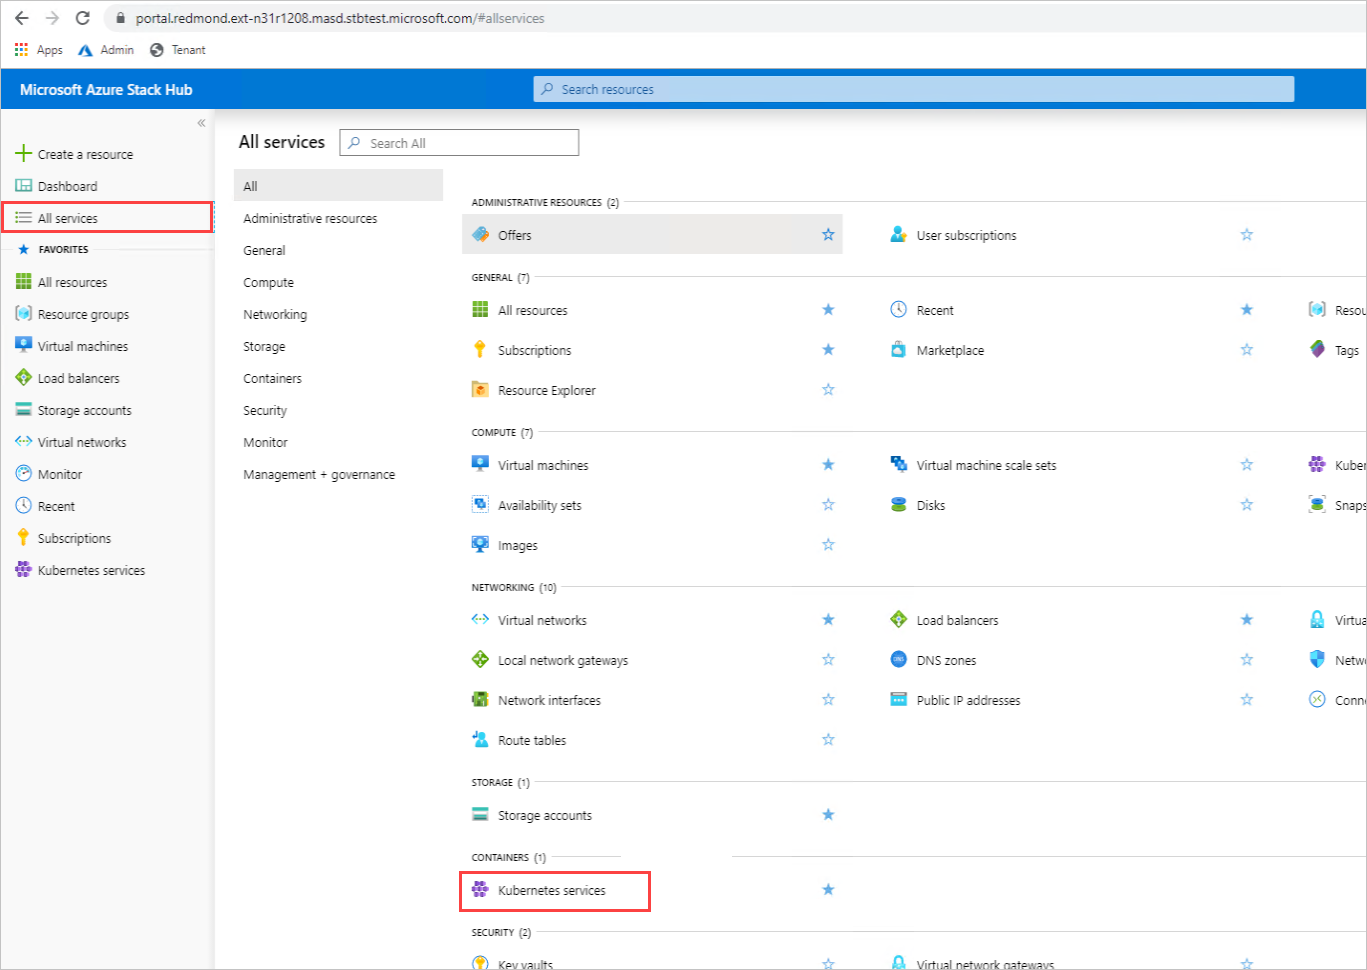 portal.redmond.ext-n31r1208.masd.stbtest.microsoft.com/#allservices
Apps Admin Tenant
Microsoft Azure Stack Hub
Search resources
«
Create a resource
Dashboard
All services
FAVORITES
All resources
Resource groups
Virtual machines
Load balancers
Storage accounts
Virtual networks
Monitor
Recent
Subscriptions
Kubernetes services
All services
Search All
All
Administrative resources
General
Compute
Networking
Storage
Containers
Security
Monitor
Management + governance
ADMINISTRATIVE RESOURCES (2)
Offers
User subscriptions
GENERAL (7)
All resources
Recent
Resou
Subscriptions
Marketplace
Tags
Resource Explorer
COMPUTE (7)
Virtual machines
Virtual machine scale sets
Kuber
Availability sets
Disks
Snaps
Images
NETWORKING (10)
Virtual networks
Load balancers
Virtua
Local network gateways
DNS zones
Netw
Network interfaces
Public IP addresses
Conne
Route tables
STORAGE (1)
Storage accounts
CONTAINERS (1)
Kubernetes services
SECURITY (2)
Key vaults
Virtual network gateways